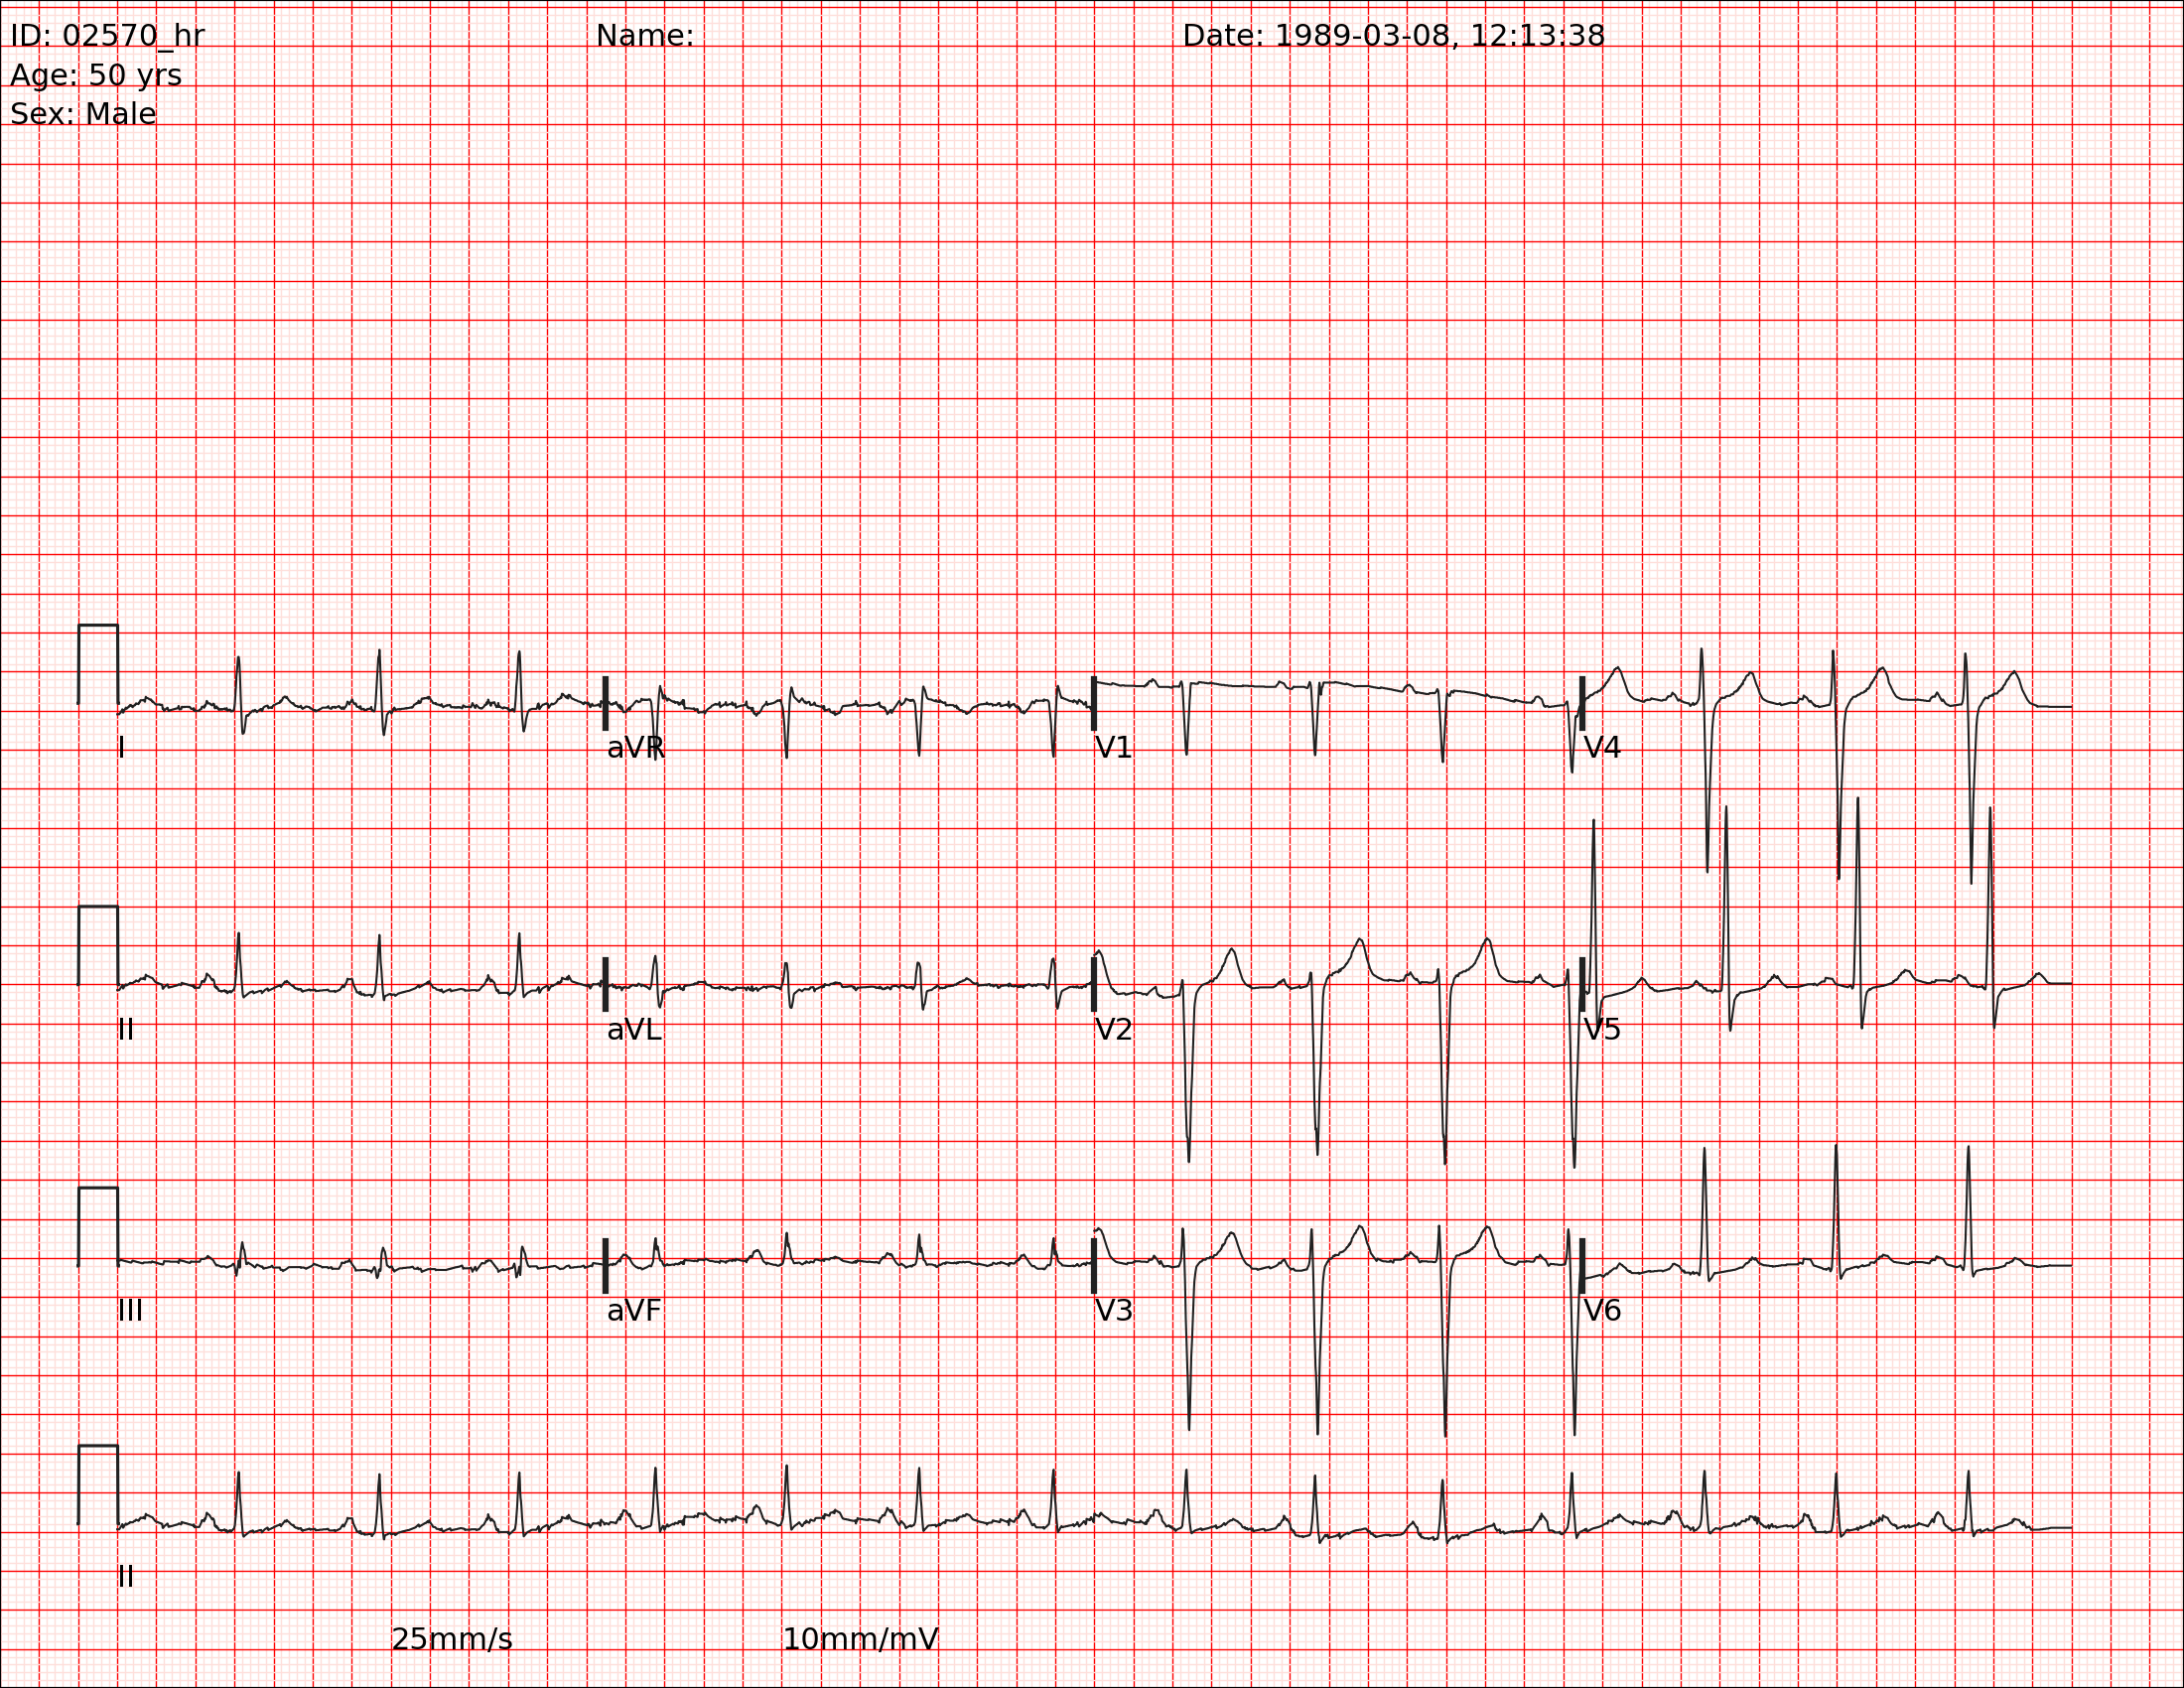 ID: 02570_hr
Name:
Date: 1989-03-08, 12:13:38
Age: 50 yrs
Sex: Male
I
aVR
V1
V4
II
aVL
V2
V5
III
aVF
V3
V6
II
25mm/s
10mm/mV